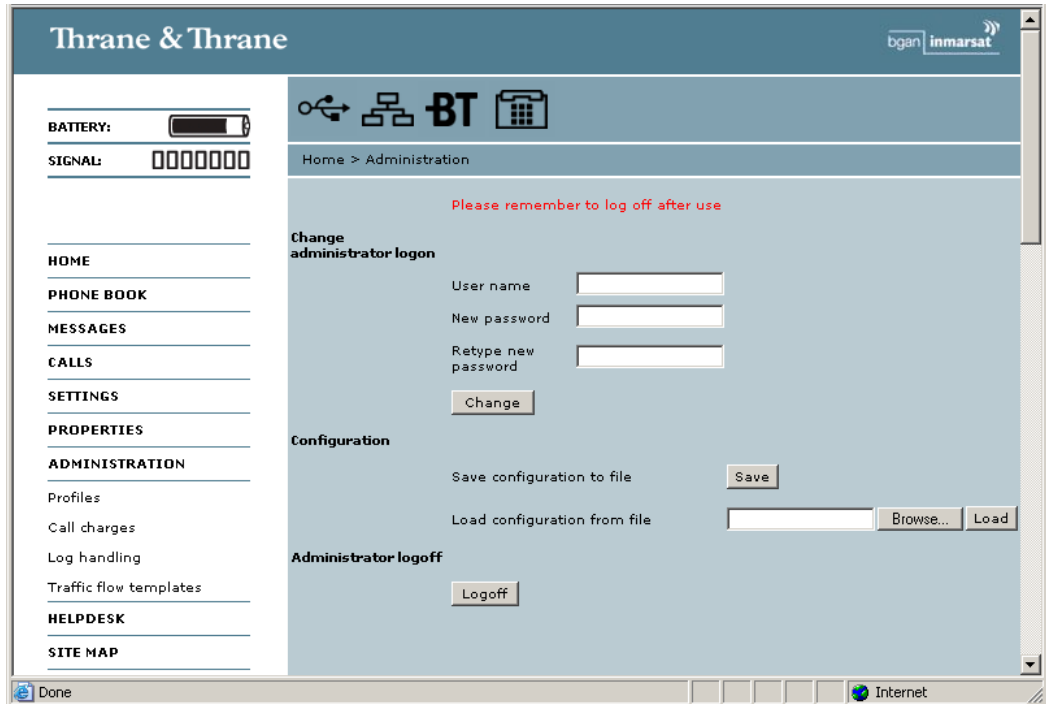 Thrane & Thrane
bgan inmarsat
BATTERY:
SIGNAL:
BT
Home > Administration
Please remember to log off after use
HOME
PHONE BOOK
MESSAGES
CALLS
SETTINGS
PROPERTIES
ADMINISTRATION
Profiles
Call charges
Log handling
Traffic flow templates
HELPDESK
SITE MAP
Change
administrator logon
User name
New password
Retype new
password
Change
Configuration
Save configuration to file Save
Load configuration from file Browse... Load
Administrator logoff
Logoff
Done Internet